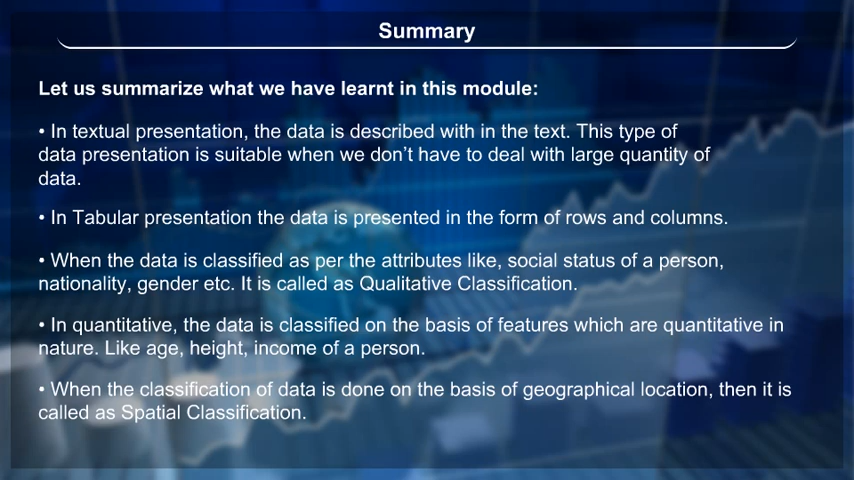 Summary
Let us summarize what we have learnt in this module:
• In textual presentation, the data is described with in the text. This type of
data presentation is suitable when we don’t have to deal with large quantity of
data.
• In Tabular presentation the data is presented in the form of rows and columns.
• When the data is classified as per the attributes like, social status of a person,
nationality, gender etc. It is called as Qualitative Classification.
• In quantitative, the data is classified on the basis of features which are quantitative in
nature. Like age, height, income of a person.
• When the classification of data is done on the basis of geographical location, then it is
called as Spatial Classification.